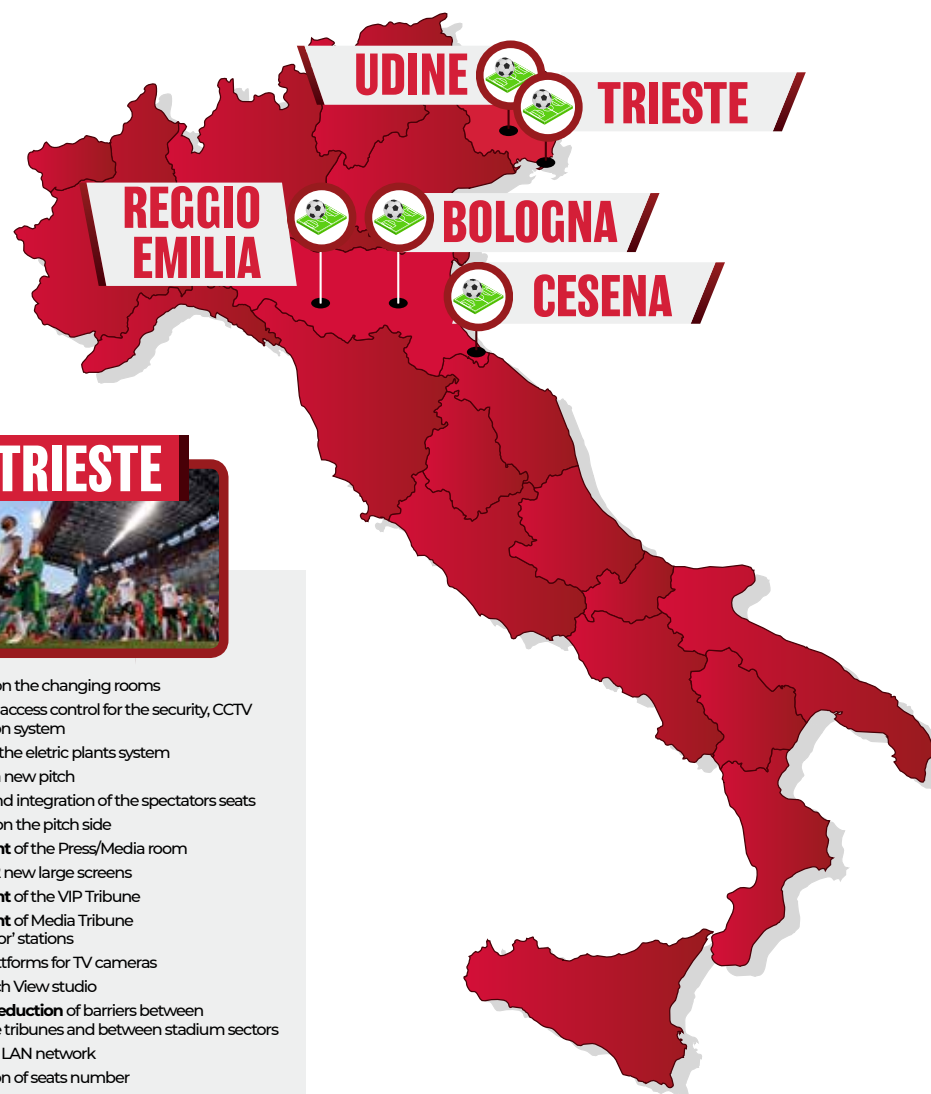 UDINE
TRIESTE
REGGIO
EMILIA
BOLOGNA
CESENA
TRIESTE
on the changing rooms
access control for the security, CCTV
on system
the eletric plants system
new pitch
nd integration of the spectators seats
on the pitch side
nt of the Press/Media room
new large screens
nt of the VIP Tribune
nt of Media Tribune
or' stations
tforms for TV cameras
ch View studio
eduction of barriers between
e tribunes and between stadium sectors
LAN network
on of seats number